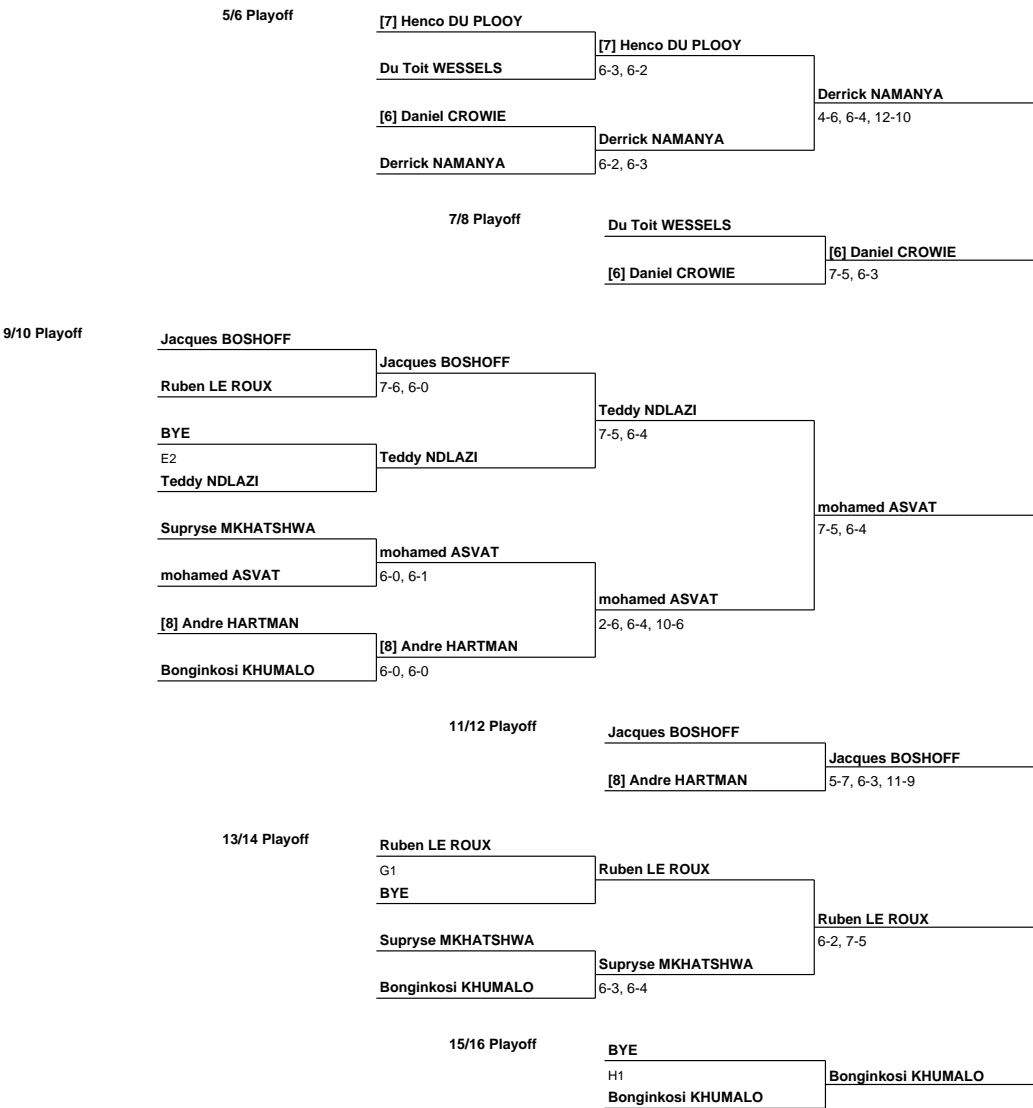 5/6 Playoff
[7] Henco DU PLOOY
[7] Henco DU PLOOY
Du Toit WESSELS
6-3, 6-2
Derrick NAMANYA
[6] Daniel CROWIE
4-6, 6-4, 12-10
Derrick NAMANYA
Derrick NAMANYA
6-2, 6-3
7/8 Playoff
Du Toit WESSELS
[6] Daniel CROWIE
[6] Daniel CROWIE
7-5, 6-3
9/10 Playoff
Jacques BOSHOFF
Jacques BOSHOFF
Ruben LE ROUX
7-6, 6-0
Teddy NDLAZI
BYE
7-5, 6-4
E2
Teddy NDLAZI
Teddy NDLAZI
mohamed ASVAT
Supryse MKHATSHWA
7-5, 6-4
mohamed ASVAT
mohamed ASVAT
6-0, 6-1
mohamed ASVAT
[8] Andre HARTMAN
2-6, 6-4, 10-6
[8] Andre HARTMAN
Bonginkosi KHUMALO
6-0, 6-0
11/12 Playoff
Jacques BOSHOFF
Jacques BOSHOFF
[8] Andre HARTMAN
5-7, 6-3, 11-9
13/14 Playoff
Ruben LE ROUX
G1
Ruben LE ROUX
BYE
Ruben LE ROUX
Supryse MKHATSHWA
6-2, 7-5
Supryse MKHATSHWA
Bonginkosi KHUMALO
6-3, 6-4
15/16 Playoff
BYE
H1
Bonginkosi KHUMALO
Bonginkosi KHUMALO